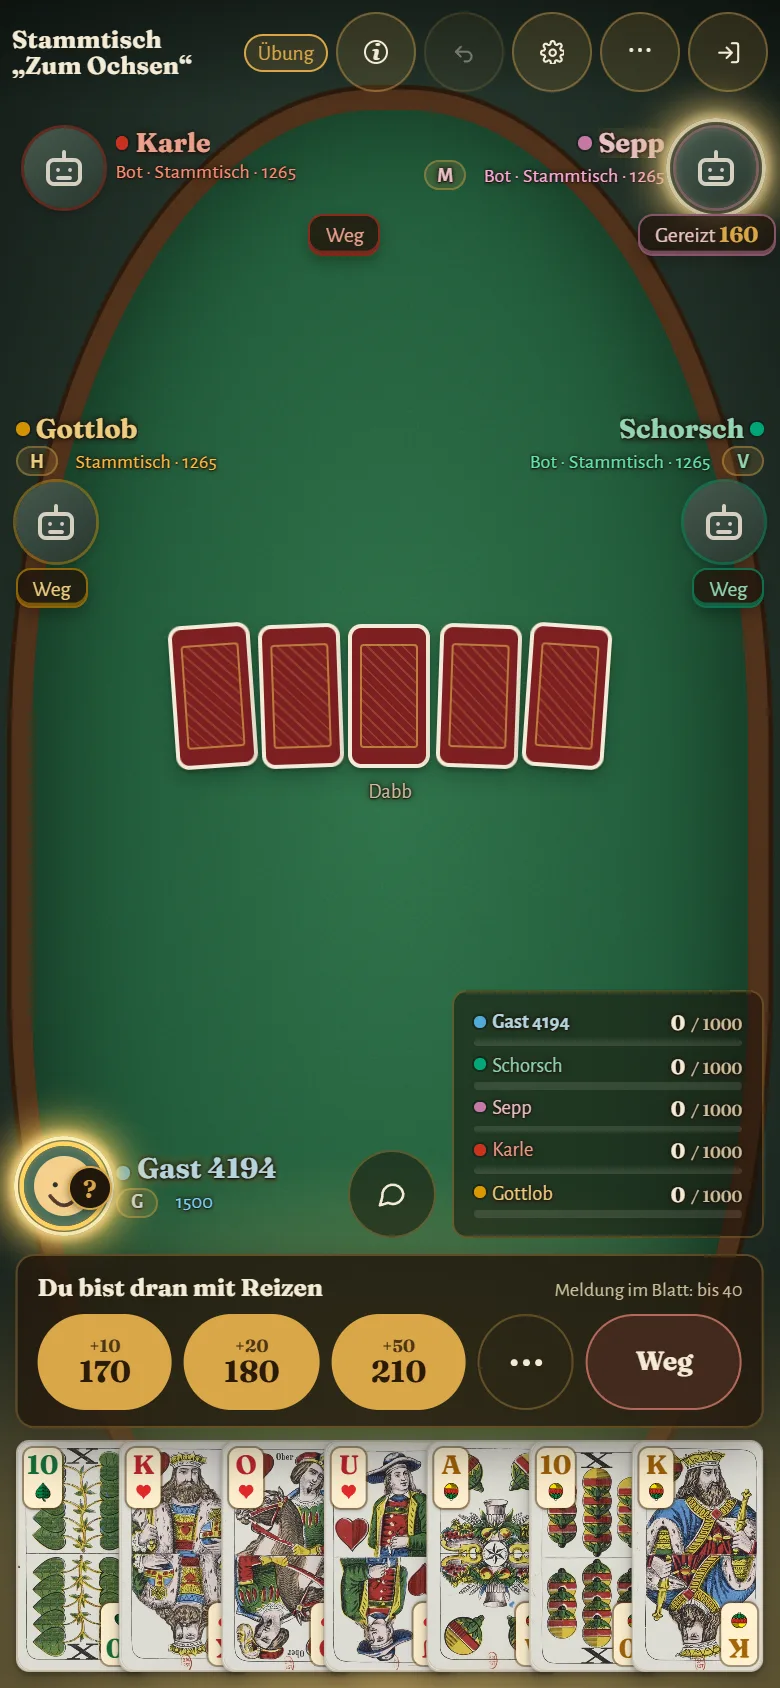 Stammtisch
„Zum Ochsen“
Übung
Karle
Bot · Stammtisch · 1265
Weg
Sepp
M Bot · Stammtisch · 1265
Gereizt 160
Gottlob
H Stammtisch · 1265
Weg
Schorsch
Bot · Stammtisch · 1265 V
Weg
Dabb
Gast 4194 0 / 1000
Schorsch 0 / 1000
Sepp 0 / 1000
Karle 0 / 1000
Gottlob 0 / 1000
?
Gast 4194
G 1500
Du bist dran mit Reizen
Meldung im Blatt: bis 40
+10
170
+20
180
+50
210
Weg
10 X
K
O Ober
U
A
10 X
K
X
Ober
X
K